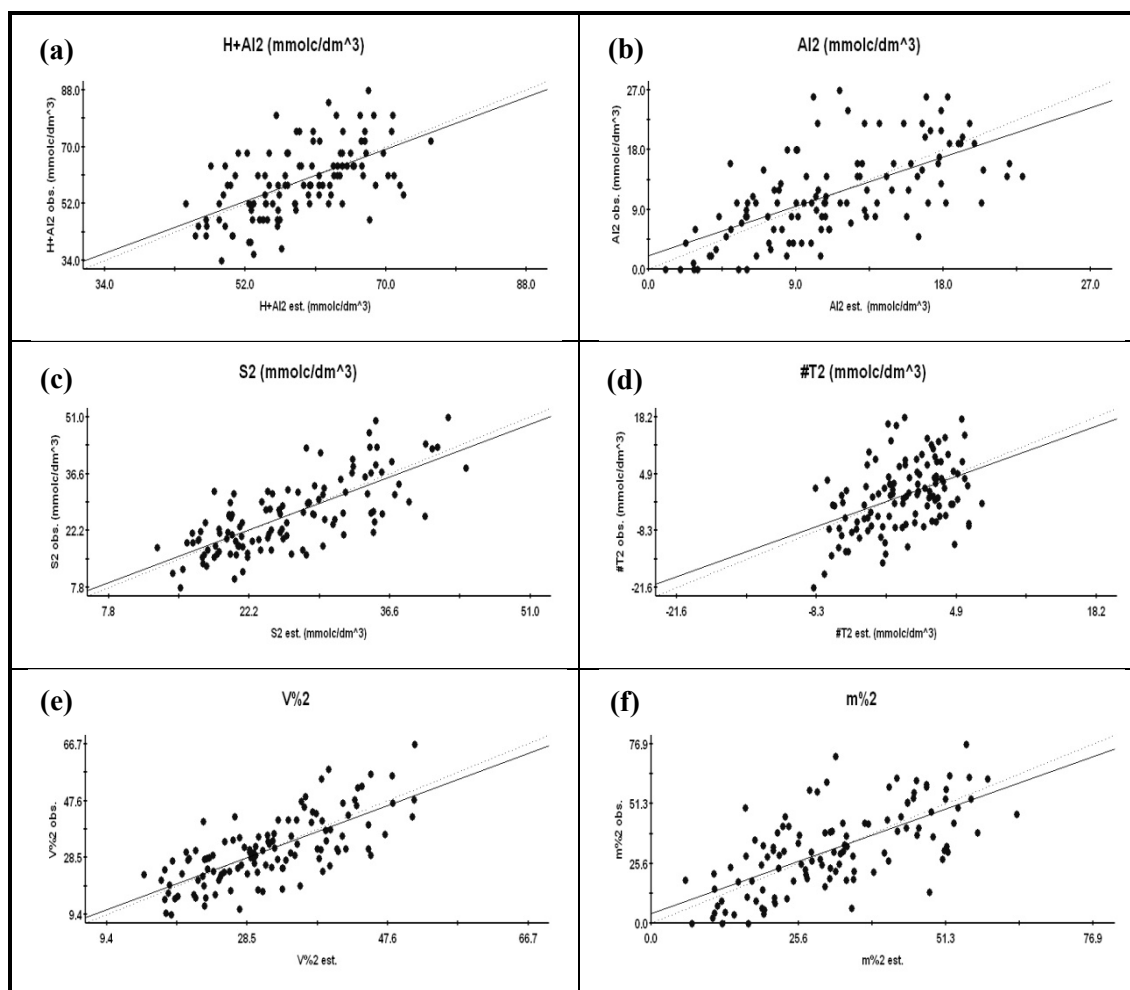 (a)
H+Al2 (mmolc/dm^3)
H+Al2 obs. (mmolc/dm^3)
88.0
70.0
52.0
34.0
34.0 52.0 70.0 88.0
H+Al2 est. (mmolc/dm^3)
(b)
Al2 (mmolc/dm^3)
Al2 obs. (mmolc/dm^3)
27.0
18.0
9.0
0.0
0.0 9.0 18.0 27.0
Al2 est. (mmolc/dm^3)
(c)
S2 (mmolc/dm^3)
S2 obs. (mmolc/dm^3)
51.0
36.6
22.2
7.8
7.8 22.2 36.6 51.0
S2 est. (mmolc/dm^3)
(d)
#T2 (mmolc/dm^3)
#T2 obs. (mmolc/dm^3)
18.2
4.9
-8.3
-21.6
-21.6 -8.3 4.9 18.2
#T2 est. (mmolc/dm^3)
(e)
V%2
V%2 obs.
66.7
47.6
28.5
9.4
9.4 28.5 47.6 66.7
V%2 est.
(f)
m%2
m%2 obs.
76.9
51.3
25.6
0.0
0.0 25.6 51.3 76.9
m%2 est.